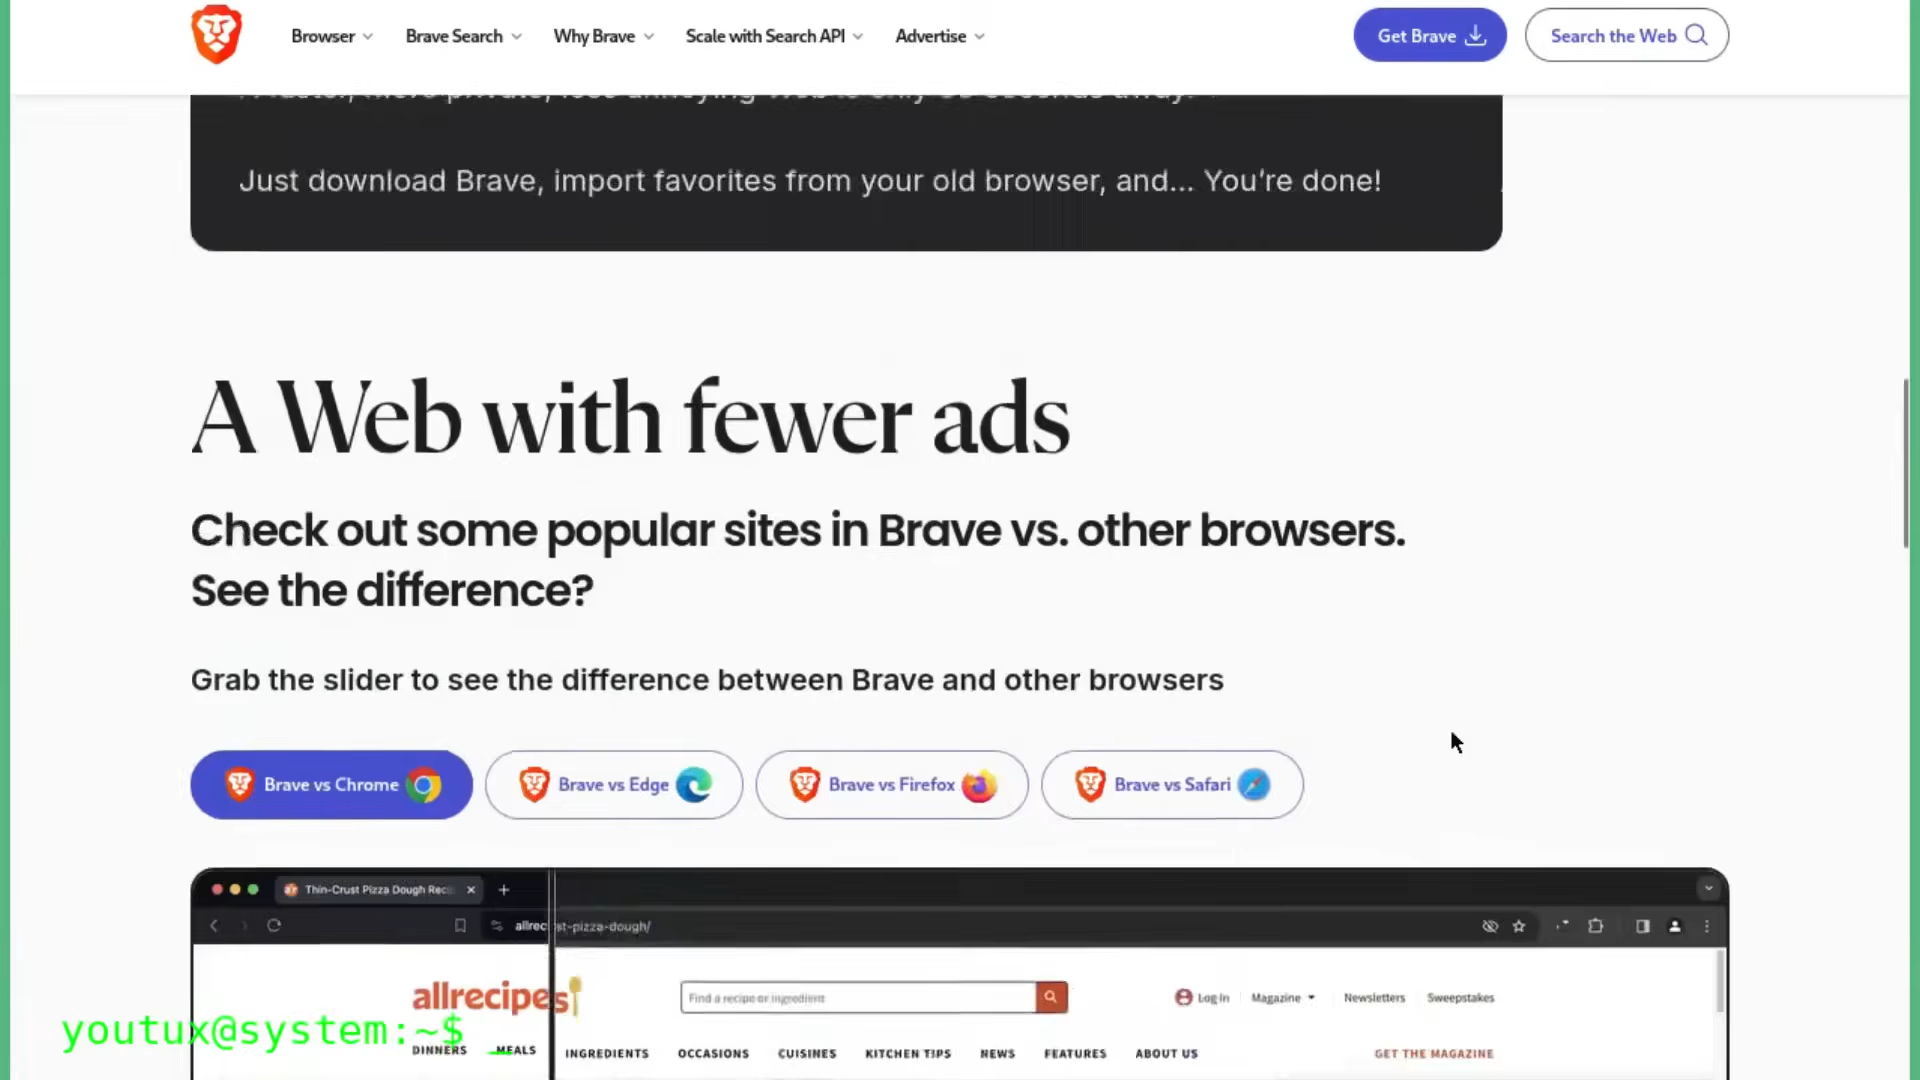 Browser
Brave Search
Why Brave
Scale with Search API
Advertise
Get Brave
Search the Web
Just download Brave, import favorites from your old browser, and... You're done!
A Web with fewer ads
Check out some popular sites in Brave vs. other browsers.
See the difference?
Grab the slider to see the difference between Brave and other browsers
Brave vs Chrome
Brave vs Edge
Brave vs Firefox
Brave vs Safari
Thin-Crust Pizza Dough Reci
allrec
st-pizza-dough/
allrecipes
Find a recipe or ingredient
Log In
Magazine
Newsletters
Sweepstakes
youtux@system:~$
DINNERS
MEALS
INGREDIENTS
OCCASIONS
CUISINES
KITCHEN TIPS
NEWS
FEATURES
ABOUT US
GET THE MAGAZINE